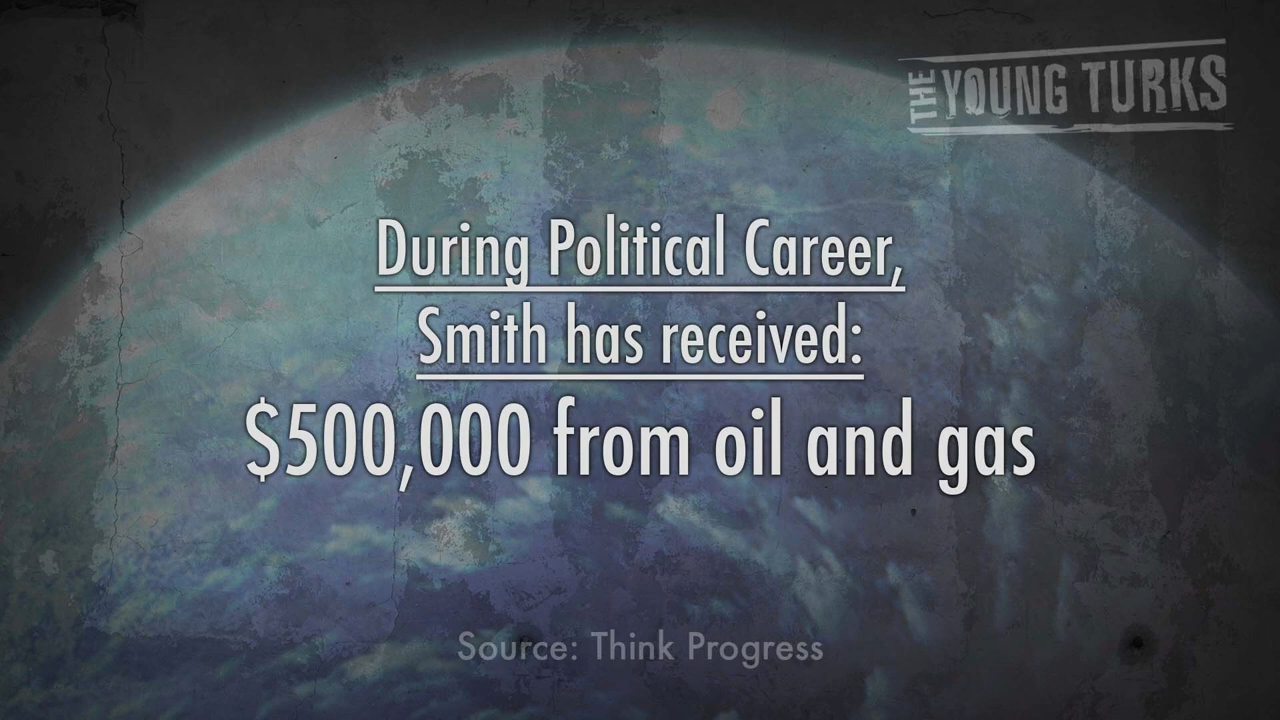 THE YOUNG TURKS
During Political Career,
Smith has received:
$500,000 from oil and gas
Source: Think Progress